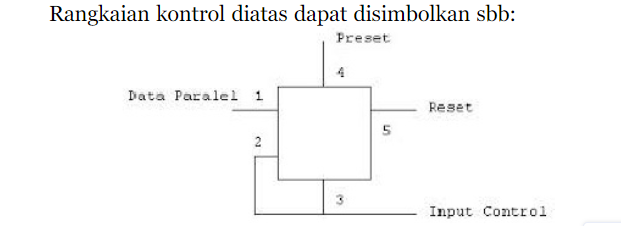 Rangkaian kontrol diatas dapat disimbolkan sbb:
Preset
4
Data Paralel 1
Reset
5
2
3
Input Control